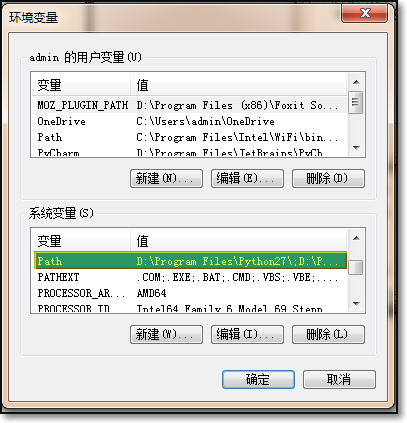 环境变量
admin 的用户变量(U)
变量 值
MOZ_PLUGIN_PATH D:\Program Files (x86)\Foxit So...
OneDrive C:\Users\admin\OneDrive
Path C:\Program Files\Intel\WiFi\bin...
PyCharm D:\Program Files\JetBrains\PyCh
新建(N)... 编辑(E)... 删除(D)
系统变量(S)
变量 值
Path D:\Program Files\Python27\;D:\P...
PATHEXT .COM;.EXE;.BAT;.CMD;.VBS;.VBE;....
PROCESSOR_AR... AMD64
PROCESSOR_ID Intel64 Family 6 Model 69 Stepp
新建(W)... 编辑(I)... 删除(L)
确定 取消